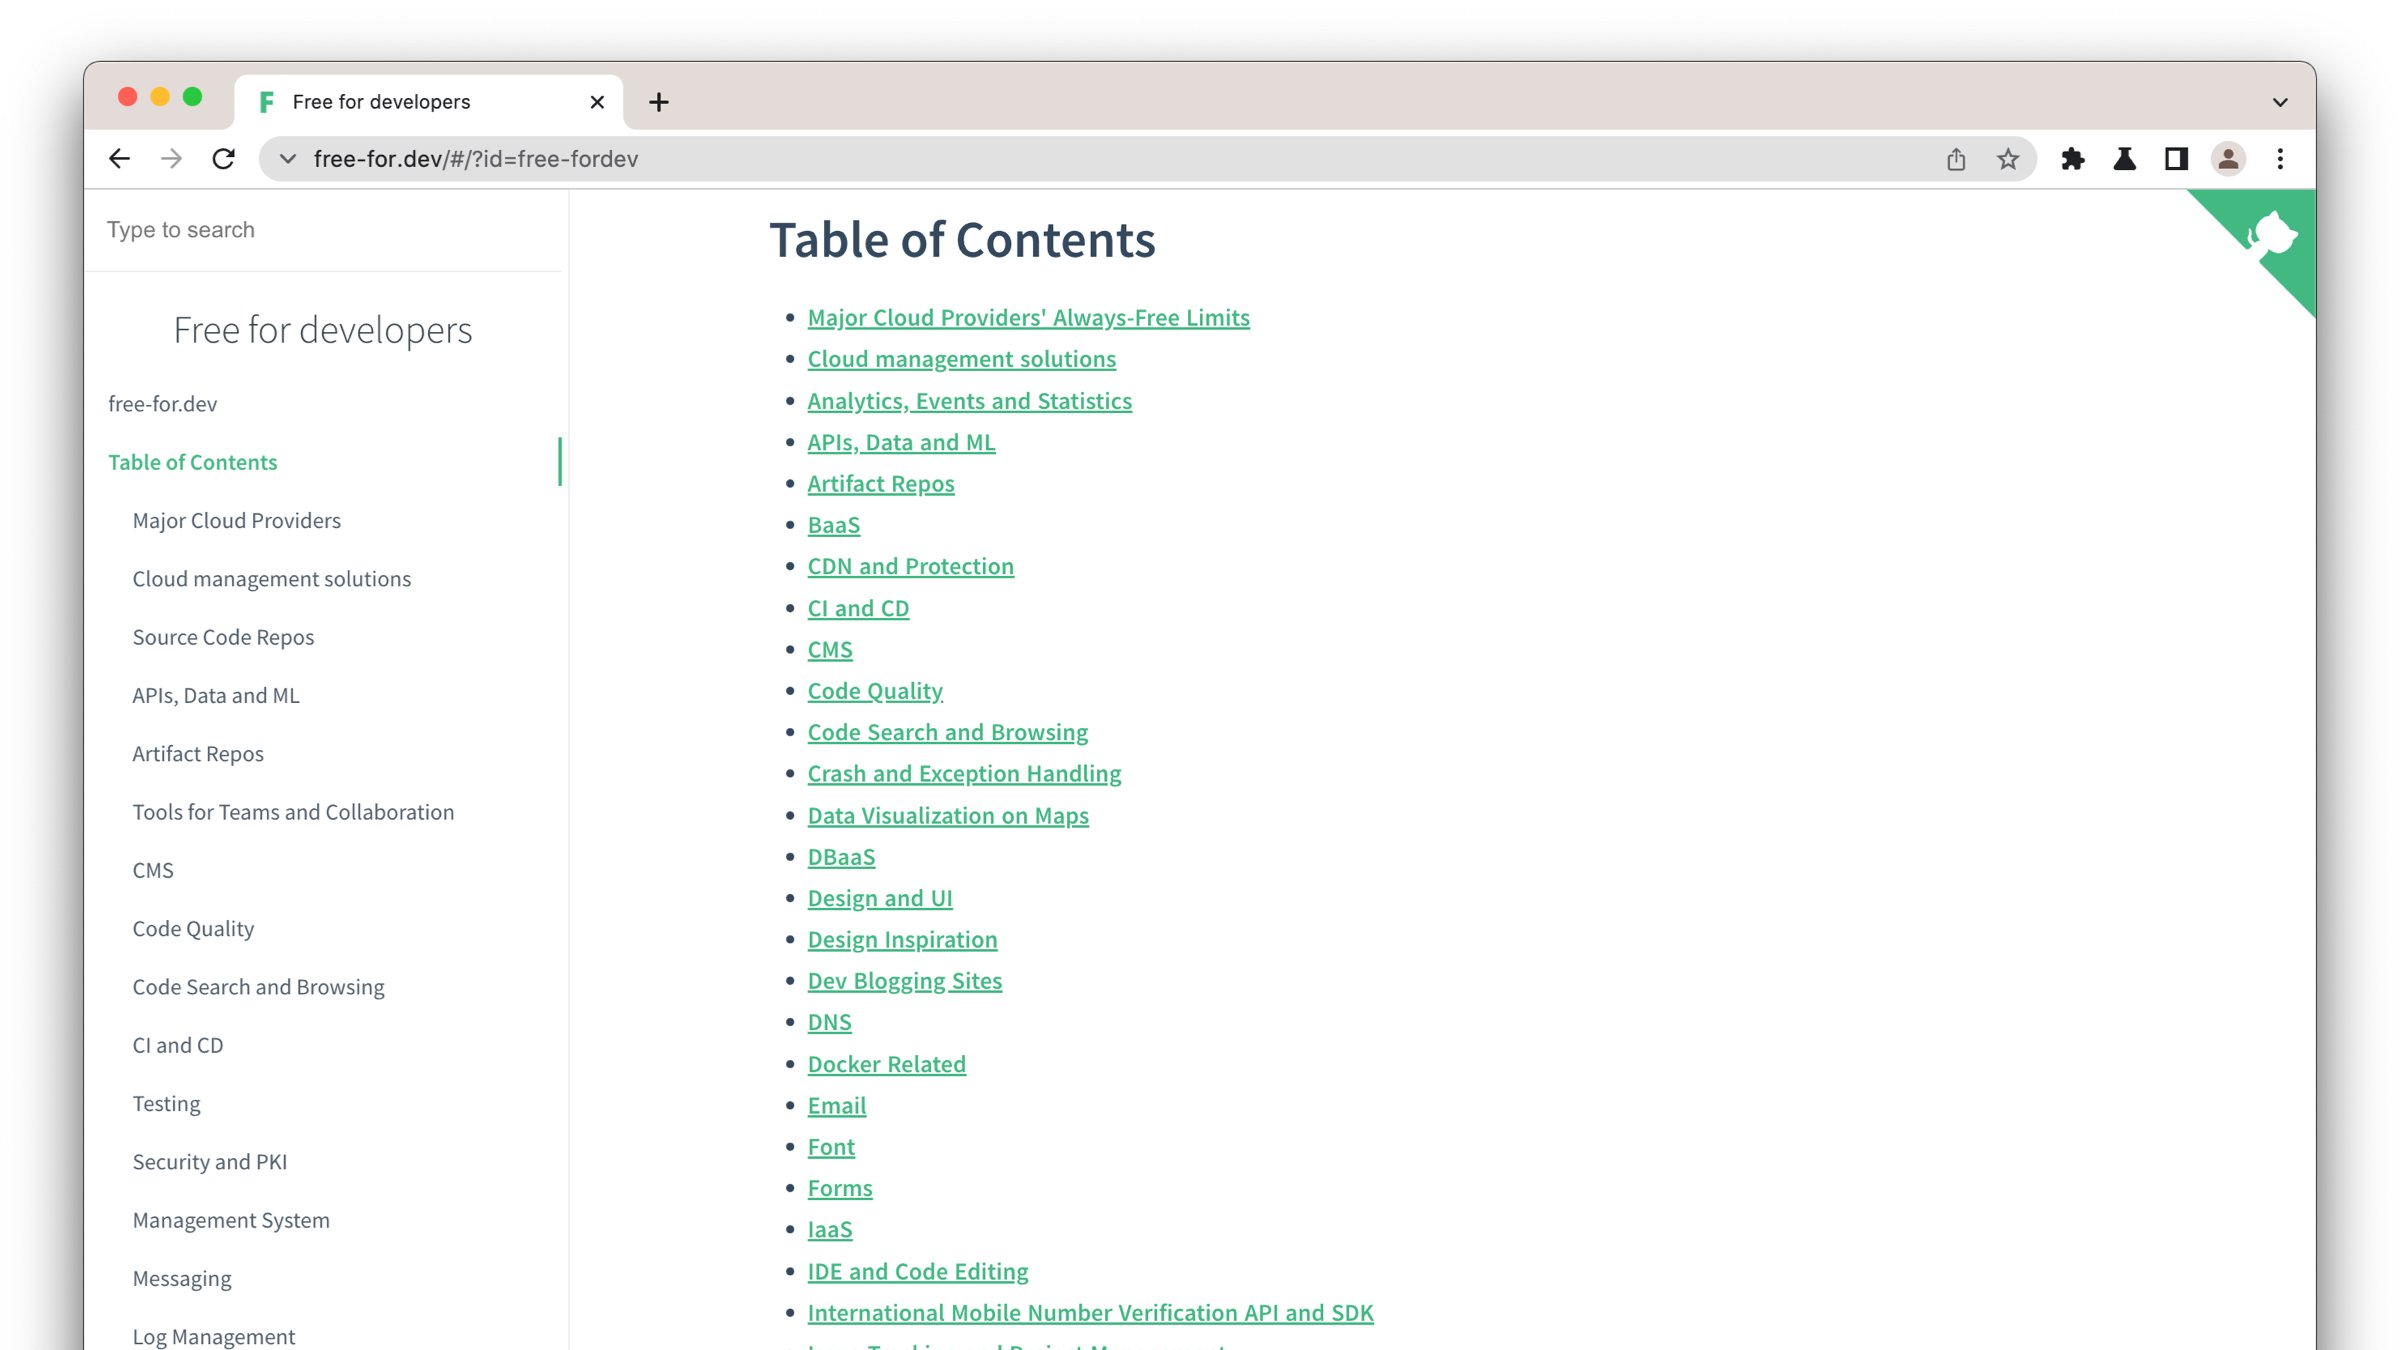 Free for developers
free-for.dev/#/?id=free-fordev
Type to search
Free for developers
free-for.dev
Table of Contents
Major Cloud Providers
Cloud management solutions
Source Code Repos
APIs, Data and ML
Artifact Repos
Tools for Teams and Collaboration
CMS
Code Quality
Code Search and Browsing
CI and CD
Testing
Security and PKI
Management System
Messaging
Log Management
Table of Contents
Major Cloud Providers' Always-Free Limits
Cloud management solutions
Analytics, Events and Statistics
APIs, Data and ML
Artifact Repos
BaaS
CDN and Protection
CI and CD
CMS
Code Quality
Code Search and Browsing
Crash and Exception Handling
Data Visualization on Maps
DBaaS
Design and UI
Design Inspiration
Dev Blogging Sites
DNS
Docker Related
Email
Font
Forms
IaaS
IDE and Code Editing
International Mobile Number Verification API and SDK